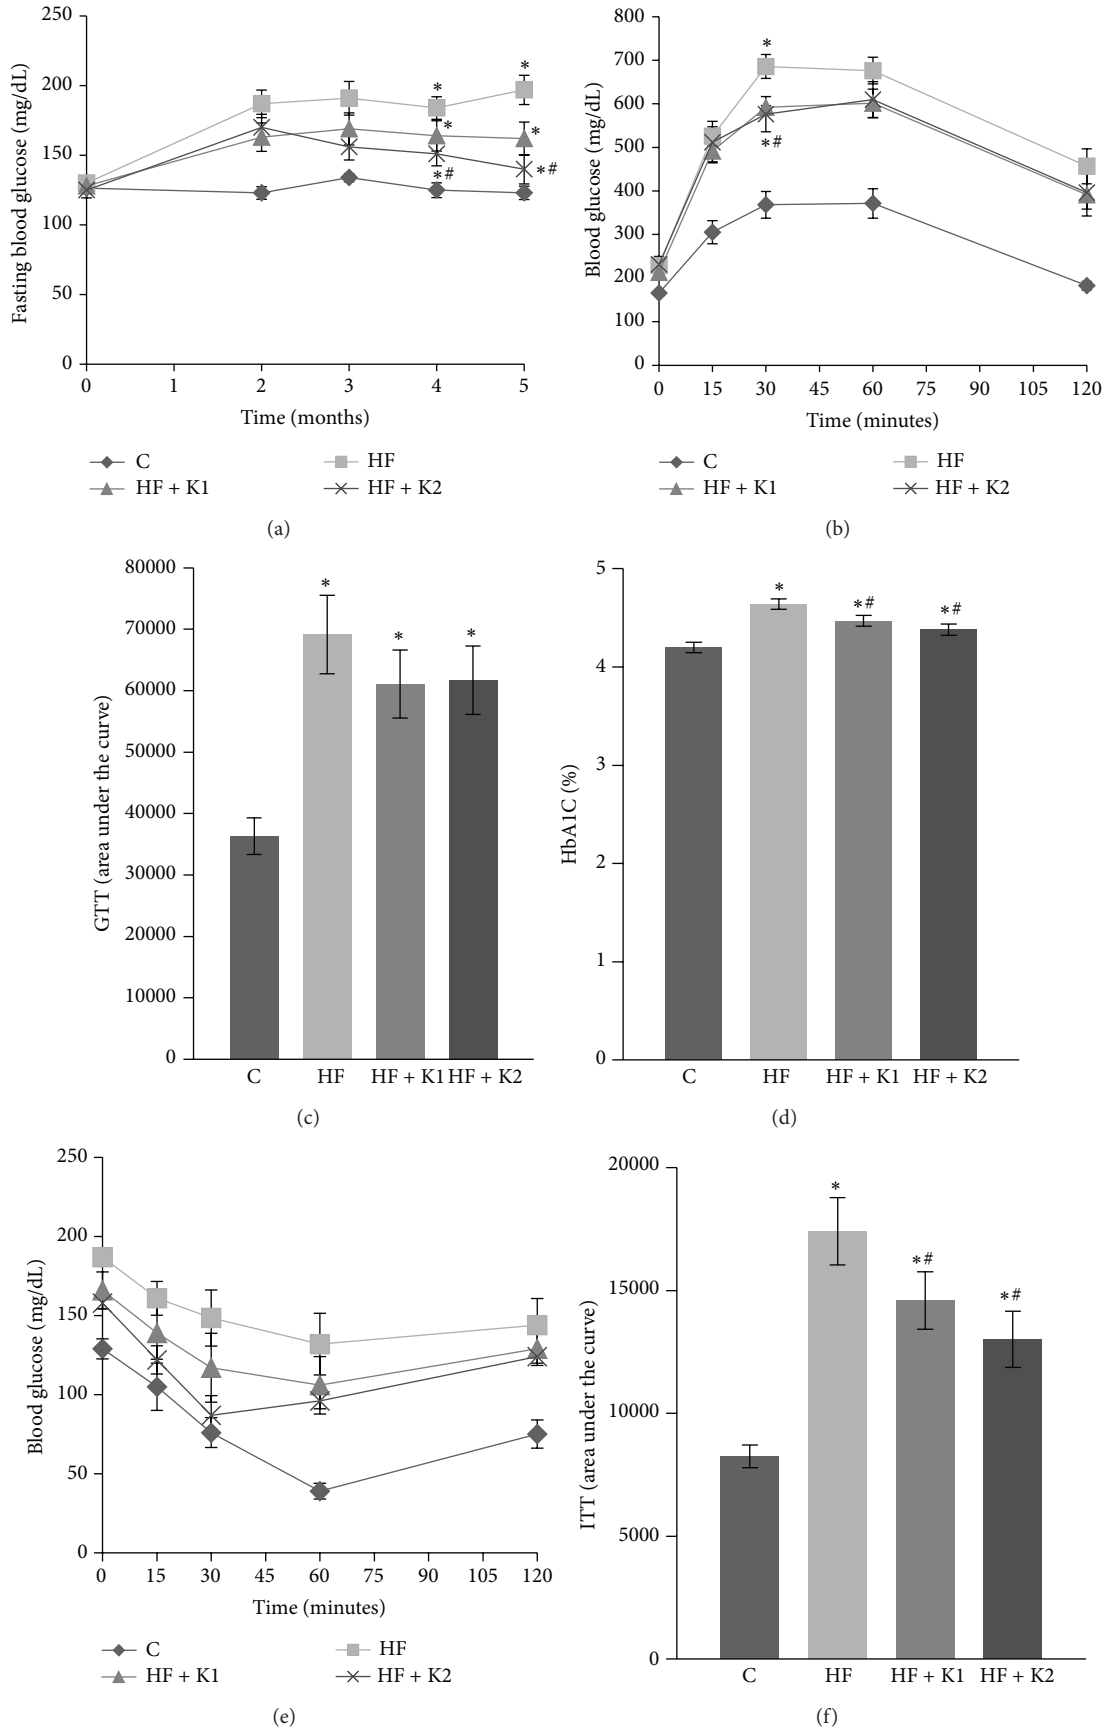 250
200
150
100
50
0
Fasting blood glucose (mg/dL)
* *
* *
*# *#
0 1 2 3 4 5
Time (months)
C HF
HF + K1 HF + K2
(a)
800
700
600
500
400
300
200
100
0
Blood glucose (mg/dL)
*
*#
0 15 30 45 60 75 90 105 120
Time (minutes)
C HF
HF + K1 HF + K2
(b)
80000
70000
60000
50000
40000
30000
20000
10000
0
GTT (area under the curve)
* * *
C HF HF + K1 HF + K2
(c)
5
4
3
2
1
0
HbA1C (%)
* *# *#
C HF HF + K1 HF + K2
(d)
250
200
150
100
50
0
Blood glucose (mg/dL)
0 15 30 45 60 75 90 105 120
Time (minutes)
C HF
HF + K1 HF + K2
(e)
20000
15000
10000
5000
0
ITT (area under the curve)
* *# *#
C HF HF + K1 HF + K2
(f)